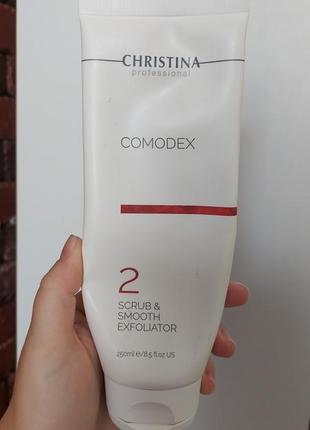 CHRISTINA
professional
COMODEX
2
SCRUB &
SMOOTH
EXFOLIATOR
250ml e/8.5 fl.oz US